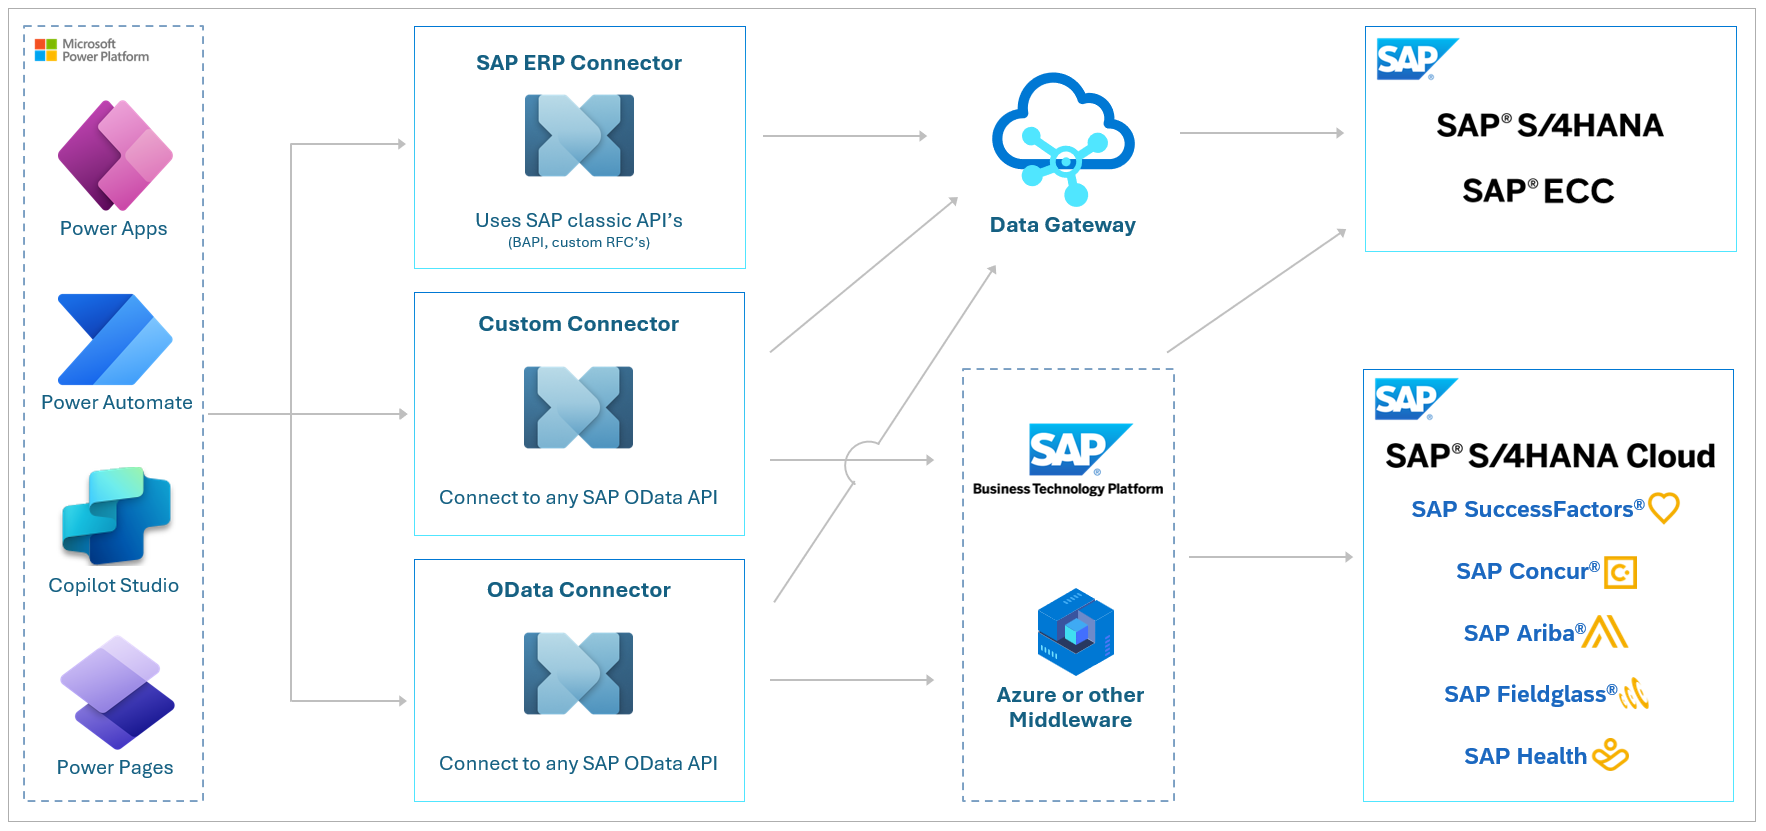 Microsoft
Power Platform
Power Apps
Power Automate
Copilot Studio
Power Pages
SAP ERP Connector
Uses SAP classic API’s
(BAPI, custom RFC’s)
Custom Connector
Connect to any SAP OData API
OData Connector
Connect to any SAP OData API
Data Gateway
SAP®
Business Technology Platform
Azure or other
Middleware
SAP®
SAP® S/4HANA
SAP® ECC
SAP®
SAP® S/4HANA Cloud
SAP SuccessFactors®
SAP Concur®
SAP Ariba®
SAP Fieldglass®
SAP Health